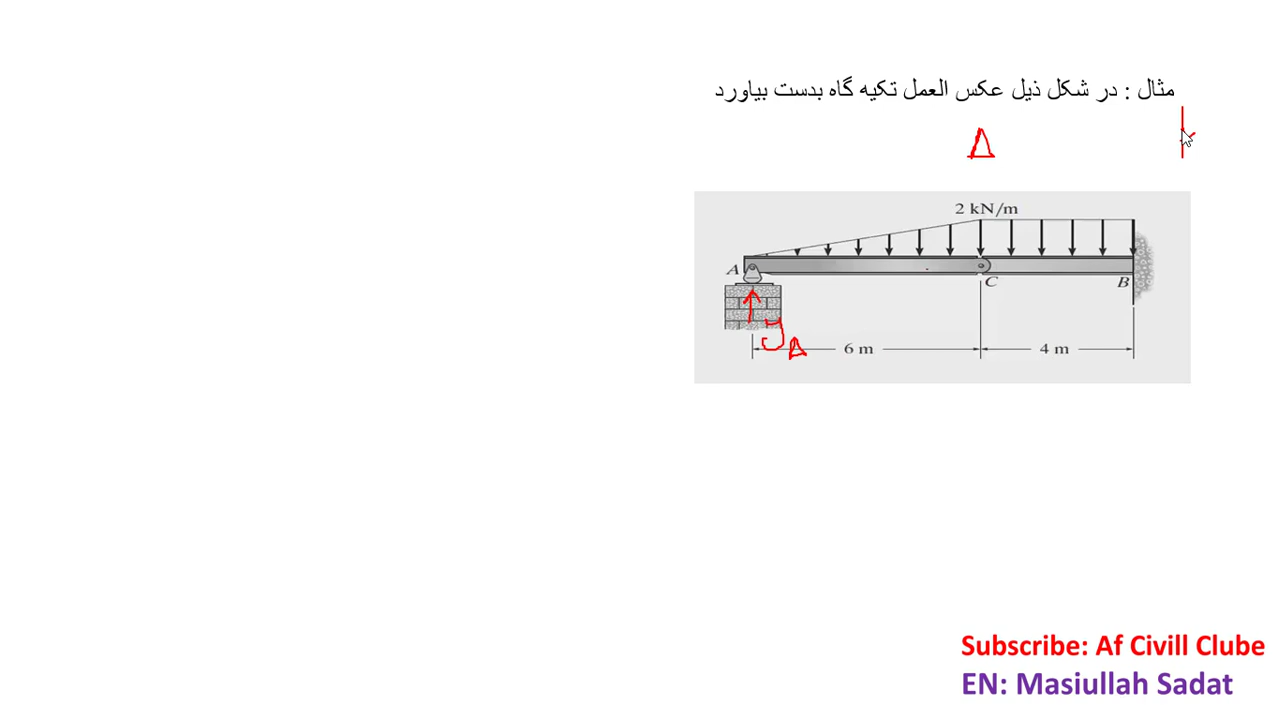 مثال : در شکل ذیل عکس العمل تکیه گاه بدست بیاورد
Δ
2 kN/m
A
C
B
y
A
6 m
4 m
Subscribe: Af Civill Clube
EN: Masiullah Sadat